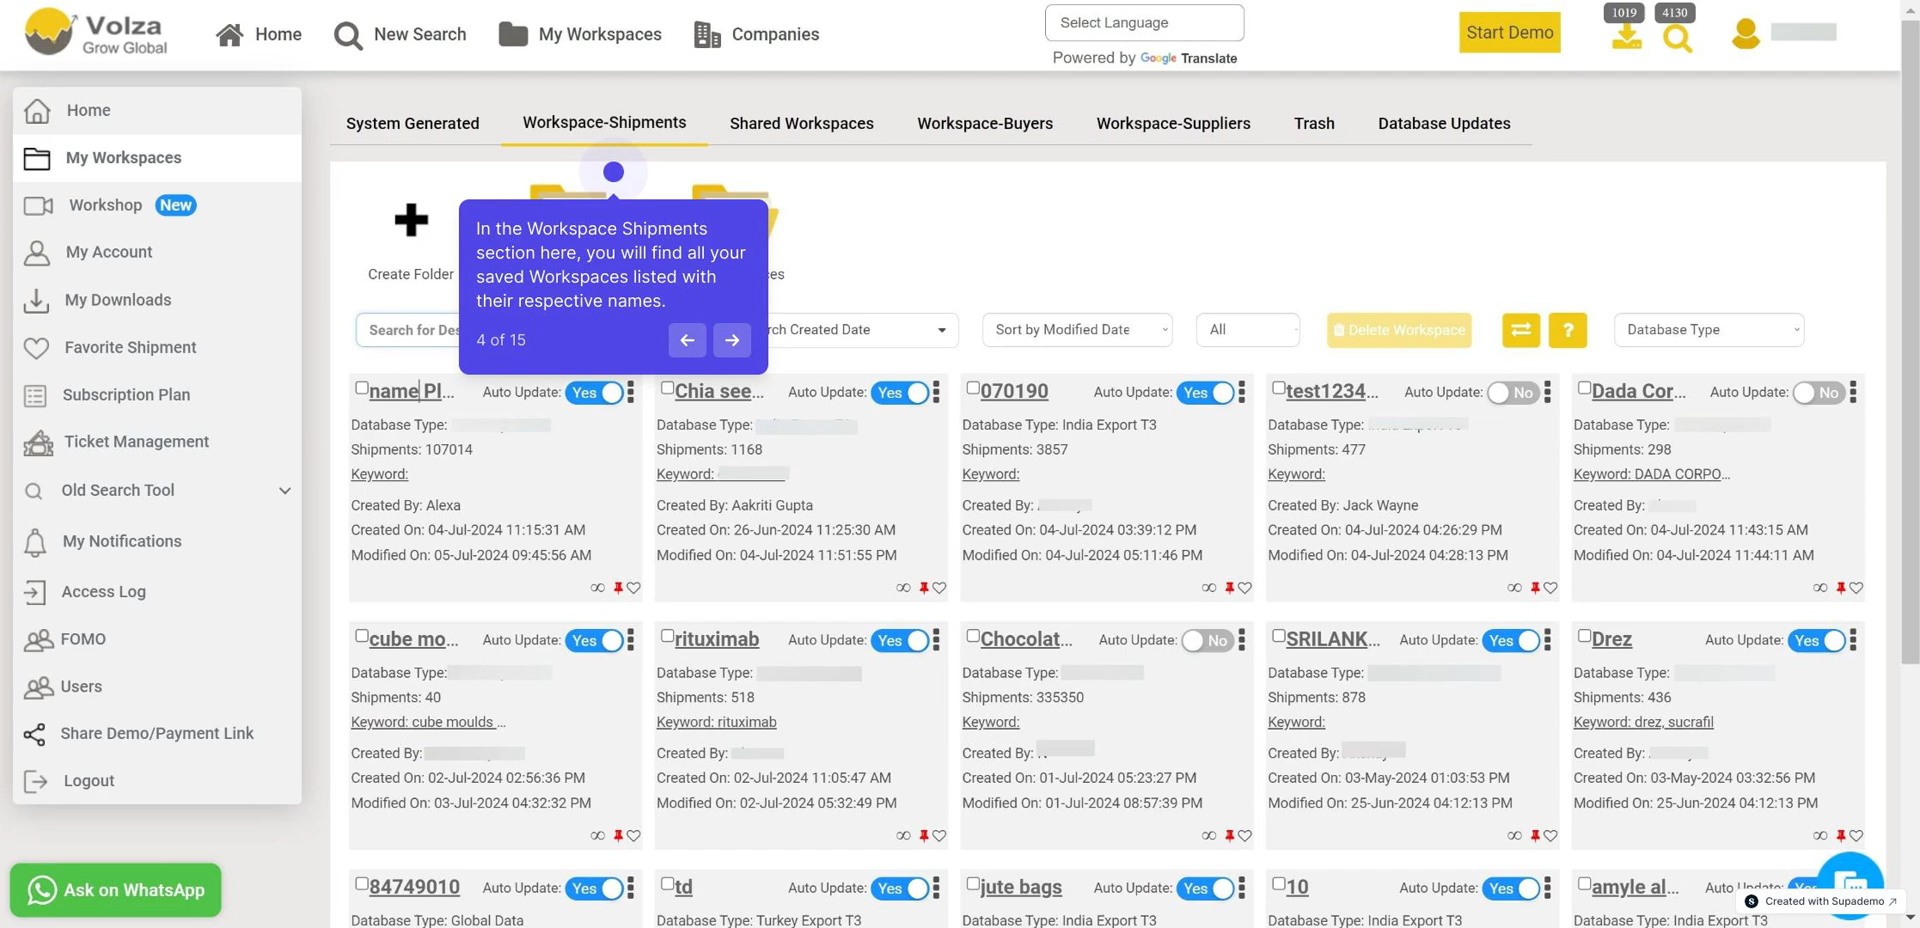 Volza
Grow Global
Home
New Search
My Workspaces
Companies
Select Language
Powered by Google Translate
Start Demo
1019
4130
Home
My Workspaces
Workshop New
My Account
My Downloads
Favorite Shipment
Subscription Plan
Ticket Management
Old Search Tool
My Notifications
Access Log
FOMO
Users
Share Demo/Payment Link
Logout
Ask on WhatsApp
System Generated
Workspace-Shipments
Shared Workspaces
Workspace-Buyers
Workspace-Suppliers
Trash
Database Updates
Create Folder
In the Workspace Shipments
section here, you will find all your
saved Workspaces listed with
their respective names.
4 of 15
Search for
Created Date
Sort by Modified Date
All
Delete Workspace
?
Database Type
name Pl... Auto Update: Yes
Database Type:
Shipments: 107014
Keyword:
Created By: Alexa
Created On: 04-Jul-2024 11:15:31 AM
Modified On: 05-Jul-2024 09:45:56 AM
Chia see... Auto Update: Yes
Database Type:
Shipments: 1168
Keyword:
Created By: Aakriti Gupta
Created On: 26-Jun-2024 11:25:30 AM
Modified On: 04-Jul-2024 11:51:55 PM
070190 Auto Update: Yes
Database Type: India Export T3
Shipments: 3857
Keyword:
Created By:
Created On: 04-Jul-2024 03:39:12 PM
Modified On: 04-Jul-2024 05:11:46 PM
test1234... Auto Update: No
Database Type:
Shipments: 477
Keyword:
Created By: Jack Wayne
Created On: 04-Jul-2024 04:26:29 PM
Modified On: 04-Jul-2024 04:28:13 PM
Dada Cor... Auto Update: No
Database Type:
Shipments: 298
Keyword: DADA CORPO...
Created By:
Created On: 04-Jul-2024 11:43:15 AM
Modified On: 04-Jul-2024 11:44:11 AM
cube mo... Auto Update: Yes
Database Type:
Shipments: 40
Keyword: cube moulds ...
Created By:
Created On: 02-Jul-2024 02:56:36 PM
Modified On: 03-Jul-2024 04:32:32 PM
rituximab Auto Update: Yes
Database Type:
Shipments: 518
Keyword: rituximab
Created By:
Created On: 02-Jul-2024 11:05:47 AM
Modified On: 02-Jul-2024 05:32:49 PM
Chocolat... Auto Update: No
Database Type:
Shipments: 335350
Keyword:
Created By:
Created On: 01-Jul-2024 05:23:27 PM
Modified On: 01-Jul-2024 08:57:39 PM
SRILANK... Auto Update: Yes
Database Type:
Shipments: 878
Keyword:
Created By:
Created On: 03-May-2024 01:03:53 PM
Modified On: 25-Jun-2024 04:12:13 PM
Drez Auto Update: Yes
Database Type:
Shipments: 436
Keyword: drez, sucrafil
Created By:
Created On: 03-May-2024 03:32:56 PM
Modified On: 25-Jun-2024 04:12:13 PM
84749010 Auto Update: Yes
Database Type: Global Data
td Auto Update: Yes
Database Type: Turkey Export T3
jute bags Auto Update: Yes
Database Type: India Export T3
10 Auto Update: Yes
Database Type: India Export T3
amyle al... Auto Update: Yes
Database Type: India Export T3
Created with Supademo